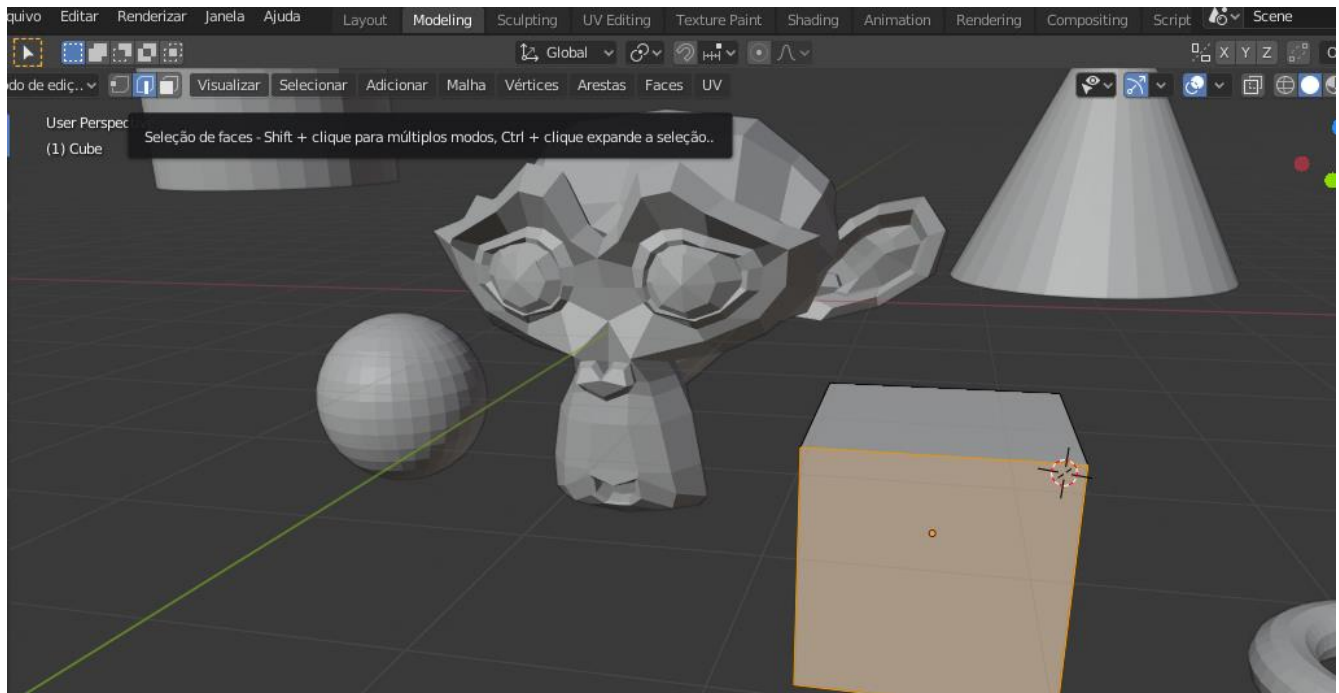 quivo Editar Renderizar Janela Ajuda Layout Modeling Sculpting UV Editing Texture Paint Shading Animation Rendering Compositing Script Scene
Global X Y Z
do de ediç.. Visualizar Selecionar Adicionar Malha Vértices Arestas Faces UV
User Perspec
Seleção de faces - Shift + clique para múltiplos modos, Ctrl + clique expande a seleção..
(1) Cube